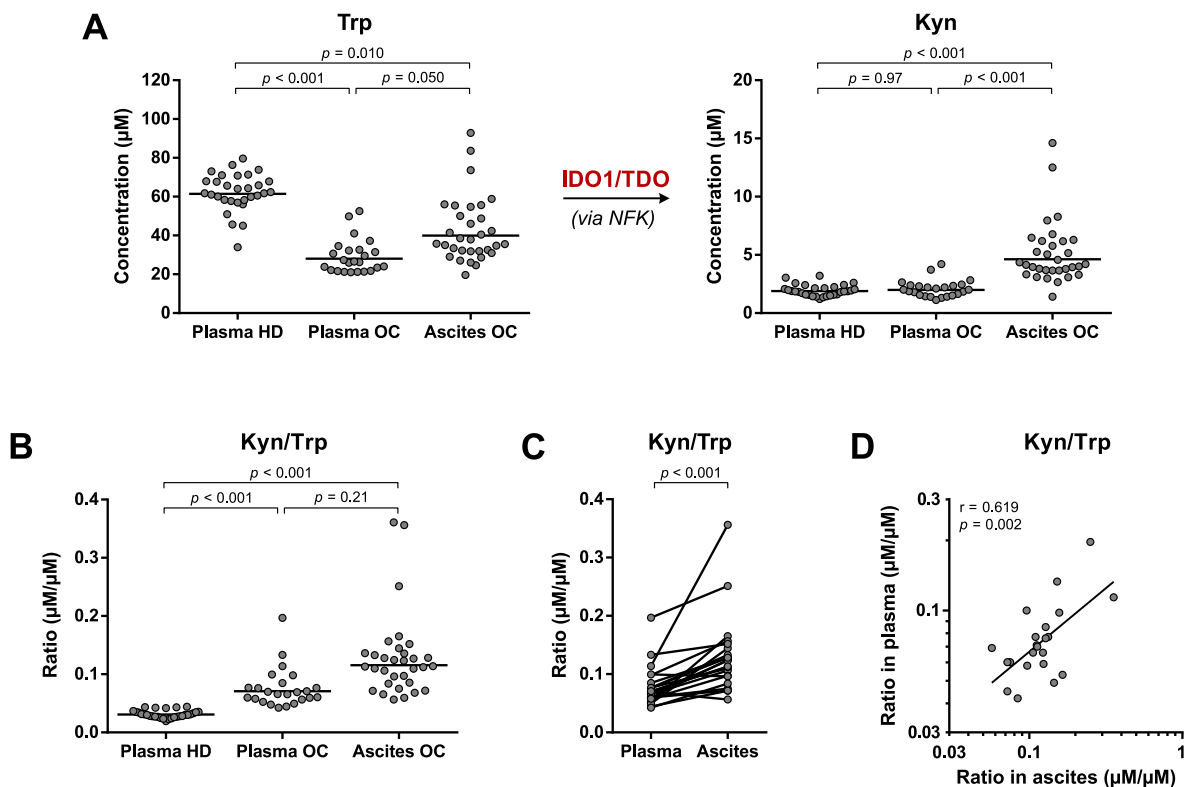 A
Trp
p = 0.010
p < 0.001
p = 0.050
Concentration (µM)
120
100
80
60
40
20
0
Plasma HD
Plasma OC
Ascites OC
IDO1/TDO
(via NFK)
Kyn
p < 0.001
p = 0.97
p < 0.001
Concentration (µM)
20
15
10
5
0
Plasma HD
Plasma OC
Ascites OC
B
Kyn/Trp
p < 0.001
p < 0.001
p = 0.21
Ratio (µM/µM)
0.4
0.3
0.2
0.1
0.0
Plasma HD
Plasma OC
Ascites OC
C
Kyn/Trp
p < 0.001
Ratio (µM/µM)
0.4
0.3
0.2
0.1
0.0
Plasma
Ascites
D
Kyn/Trp
r = 0.619
p = 0.002
Ratio in plasma (µM/µM)
0.3
0.1
0.03
0.03
0.1
1
Ratio in ascites (µM/µM)